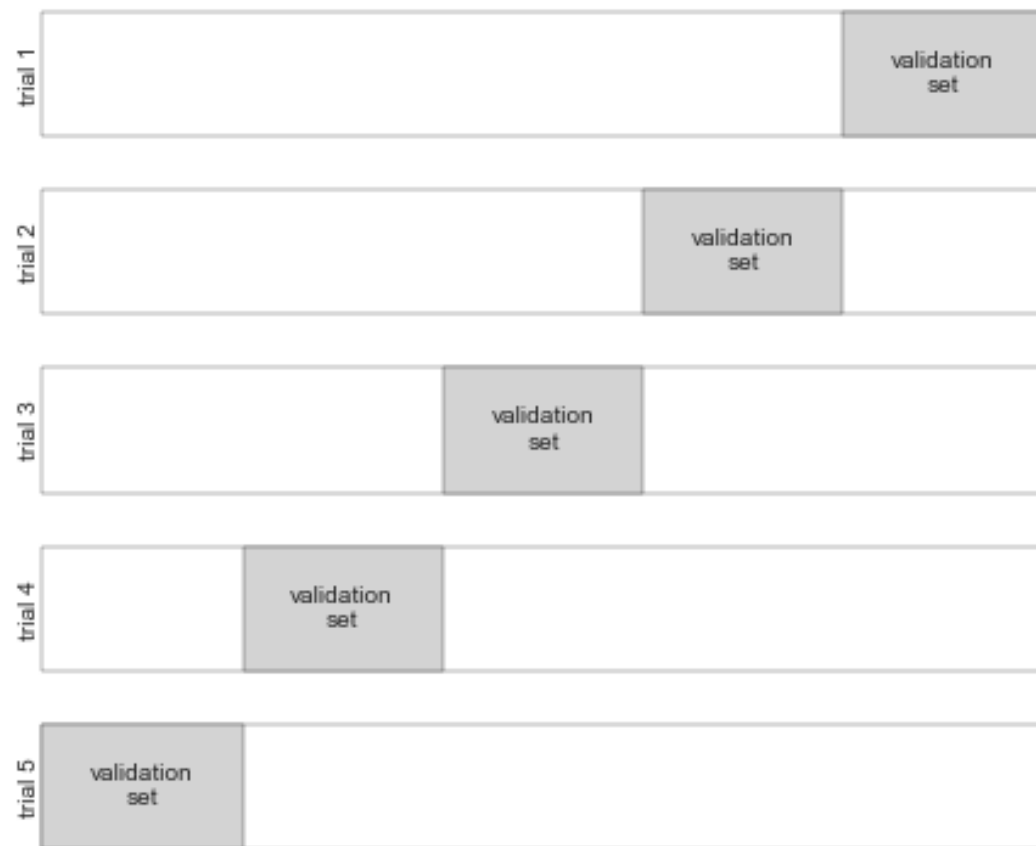 trial 1
validation
set
trial 2
validation
set
trial 3
validation
set
trial 4
validation
set
trial 5
validation
set